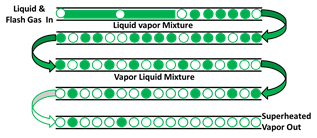 Liquid &
Flash Gas In
Liquid vapor Mixture
Vapor Liquid Mixture
Superheated
Vapor Out